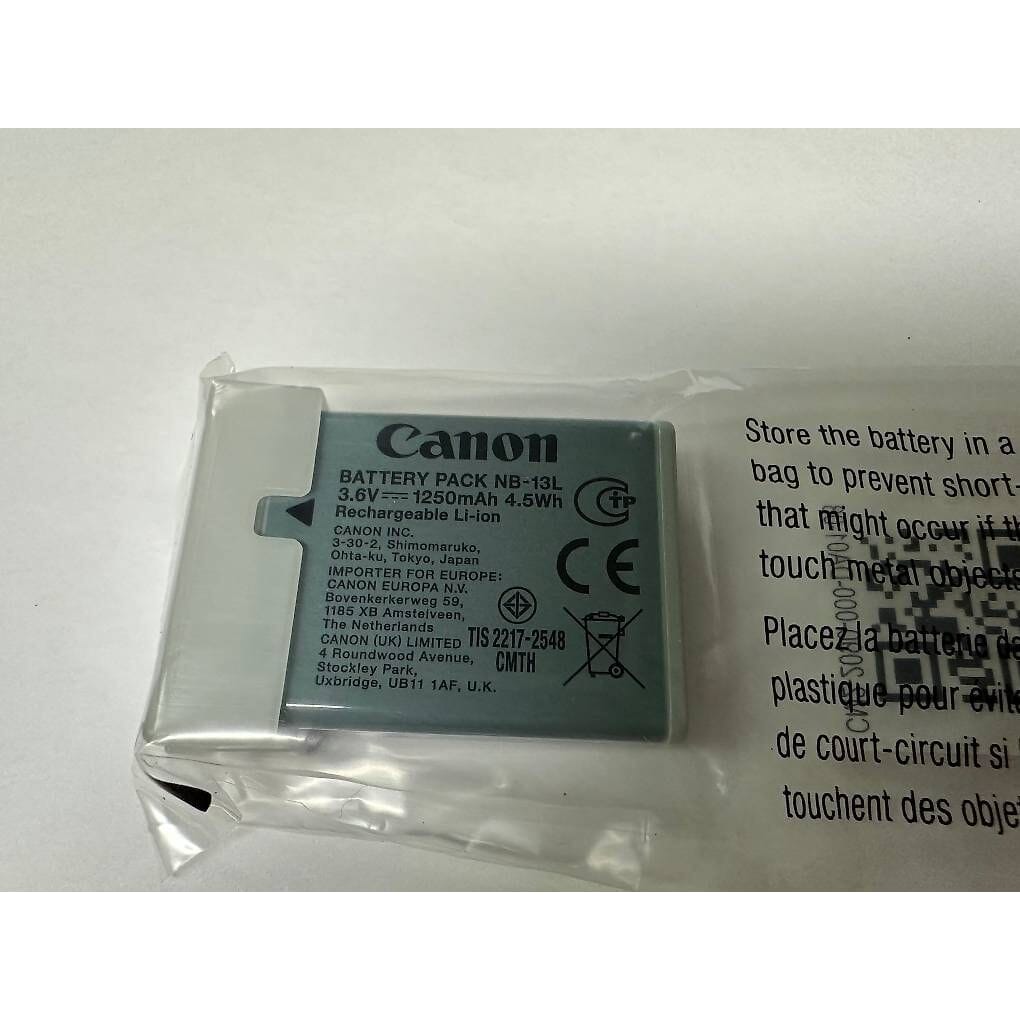 Canon
BATTERY PACK NB-13L
3.6V⎓ 1250mAh 4.5Wh
Rechargeable Li-ion
CANON INC.
3-30-2, Shimomaruko,
Ohta-ku, Tokyo, Japan
IMPORTER FOR EUROPE:
CANON EUROPA N.V.
Bovenkerkerweg 59,
1185 XB Amstelveen,
The Netherlands
CANON (UK) LIMITED
4 Roundwood Avenue,
Stockley Park,
Uxbridge, UB11 1AF, U.K.
TIS 2217-2548
CMTH
CE
Store the battery in a
bag to prevent short-
that might occur if
touch metal
Placez la batterie
plastique pour
de court-circuit si
touchent des